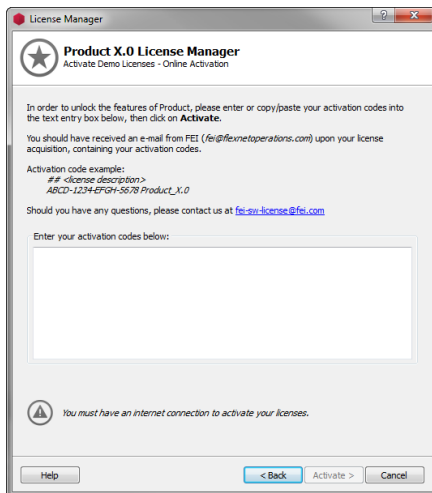 License Manager
Product X.0 License Manager
Activate Demo Licenses - Online Activation
In order to unlock the features of Product, please enter or copy/paste your activation codes into
the text entry box below, then click on Activate.
You should have received an e-mail from FEI (fei@flexnetoperations.com) upon your license
acquisition, containing your activation codes.
Activation code example:
## <license description>
ABCD-1234-EFGH-5678 Product_X.0
Should you have any questions, please contact us at fei-sw-license@fei.com
Enter your activation codes below:
You must have an internet connection to activate your licenses.
Help
< Back
Activate >
Cancel